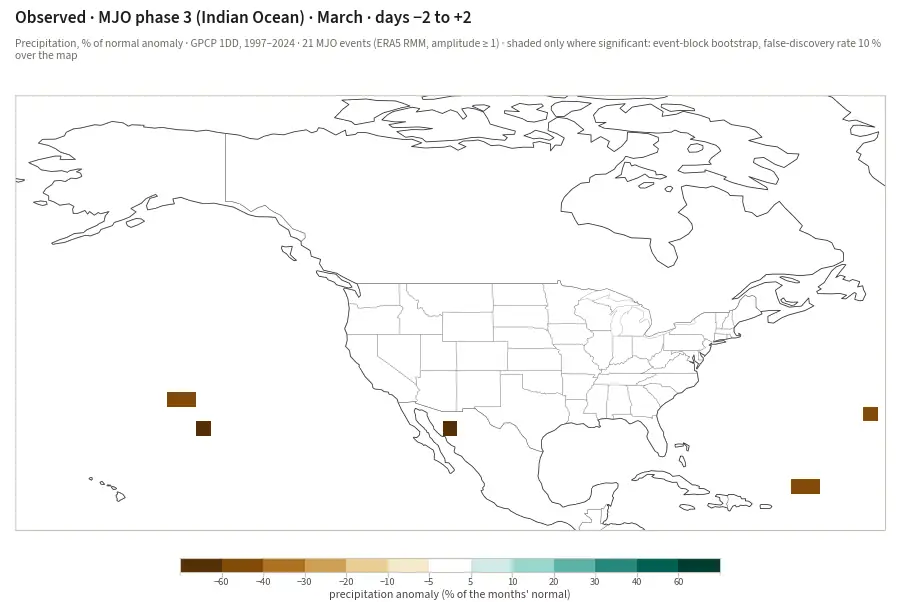 Observed · MJO phase 3 (Indian Ocean) · March · days −2 to +2
Precipitation, % of normal anomaly · GPCP 1DD, 1997–2024 · 21 MJO events (ERA5 RMM, amplitude ≥ 1) · shaded only where significant: event-block bootstrap, false-discovery rate 10 %
over the map
−60 −40 −30 −20 −10 −5 5 10 20 30 40 60
precipitation anomaly (% of the months' normal)